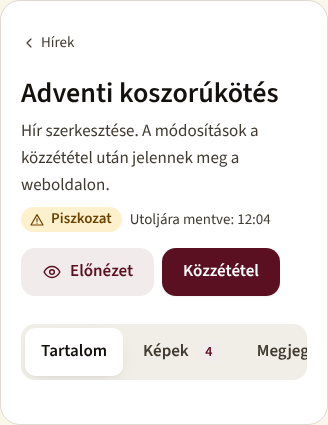 Hírek
Adventi koszorúkötés
Hír szerkesztése. A módosítások a
közzététel után jelennek meg a
weboldalon.
Piszkozat Utoljára mentve: 12:04
Előnézet Közzététel
Tartalom Képek 4 Megjeg